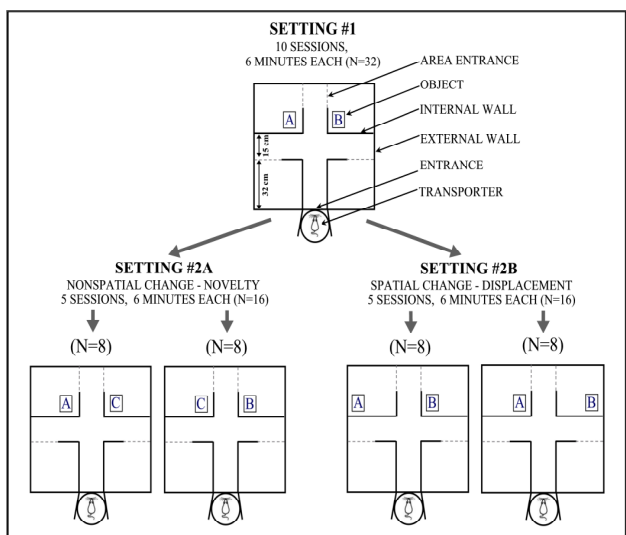 SETTING #1
10 SESSIONS,
6 MINUTES EACH (N=32)
AREA ENTRANCE
OBJECT
A
B
INTERNAL WALL
15 cm
EXTERNAL WALL
ENTRANCE
32 cm
TRANSPORTER
SETTING #2A
NONSPATIAL CHANGE - NOVELTY
5 SESSIONS, 6 MINUTES EACH (N=16)
SETTING #2B
SPATIAL CHANGE - DISPLACEMENT
5 SESSIONS, 6 MINUTES EACH (N=16)
(N=8)
(N=8)
(N=8)
(N=8)
A
C
C
B
A
B
A
B